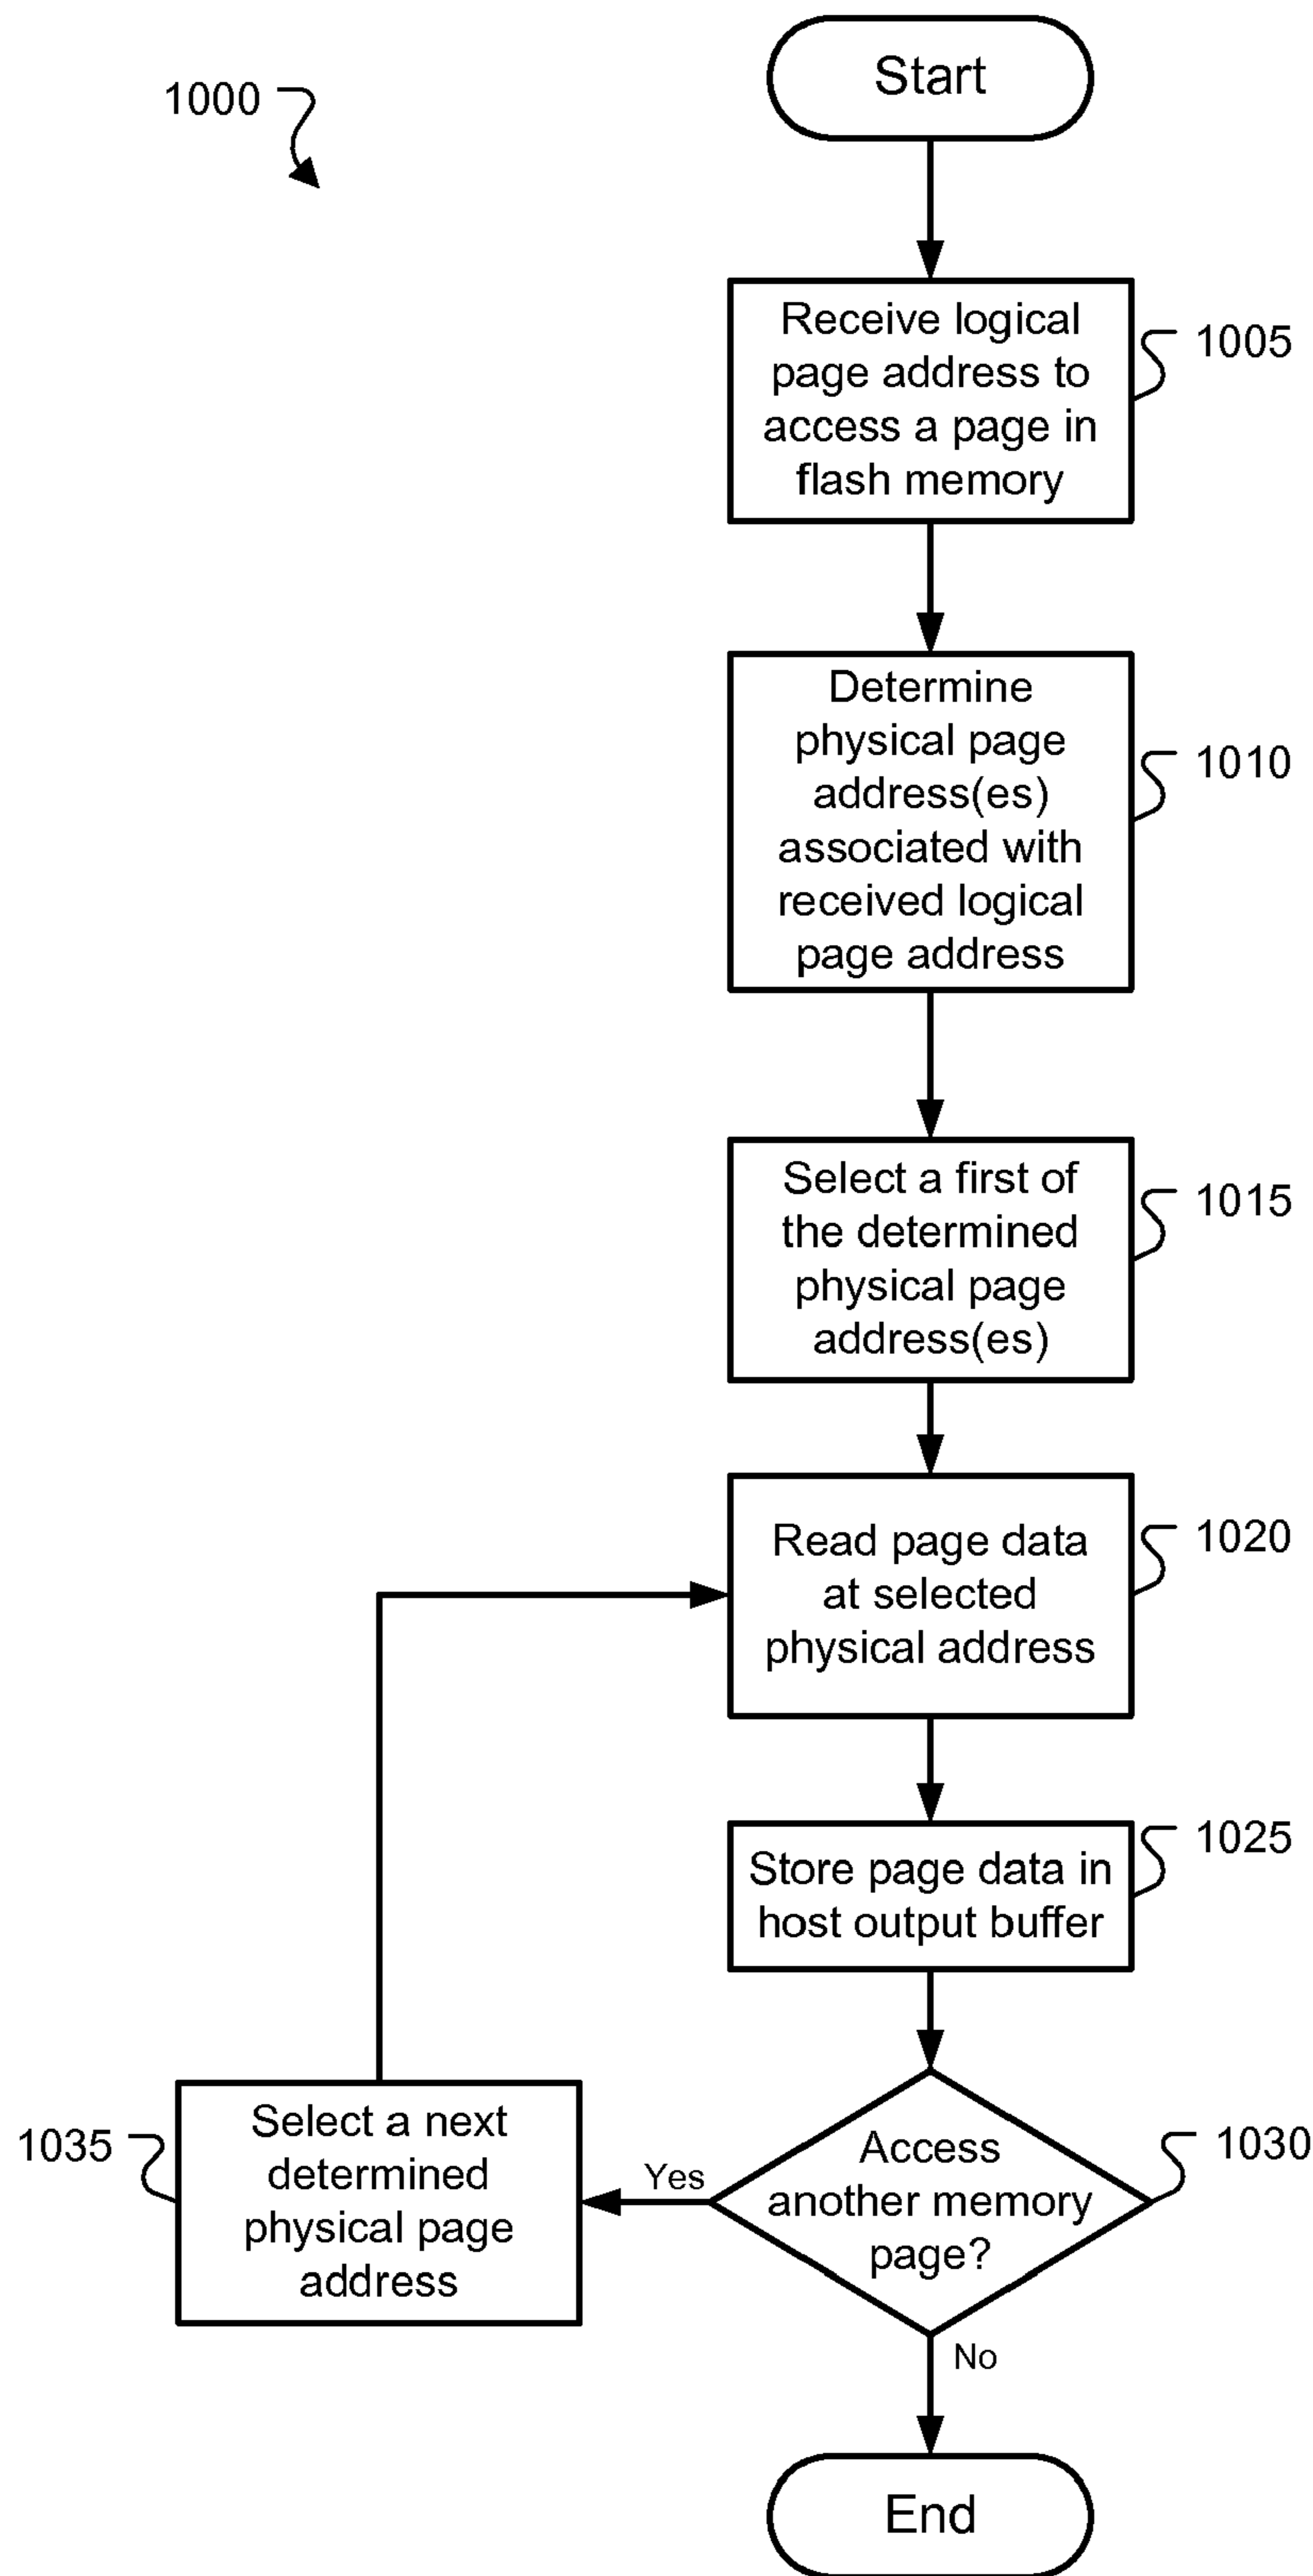 Start
1000
Receive logical
page address to
access a page in
flash memory
1005
Determine
physical page
address(es)
associated with
received logical
page address
1010
Select a first of
the determined
physical page
address(es)
1015
Read page data
at selected
physical address
1020
Store page data in
host output buffer
1025
Access
another memory
page?
1030
Yes
Select a next
determined
physical page
address
1035
No
End